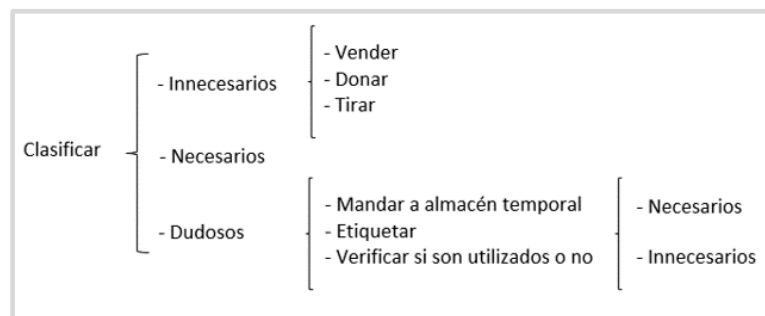 Clasificar
- Innecesarios
- Vender
- Donar
- Tirar
- Necesarios
- Dudosos
- Mandar a almacén temporal
- Etiquetar
- Verificar si son utilizados o no
- Necesarios
- Innecesarios